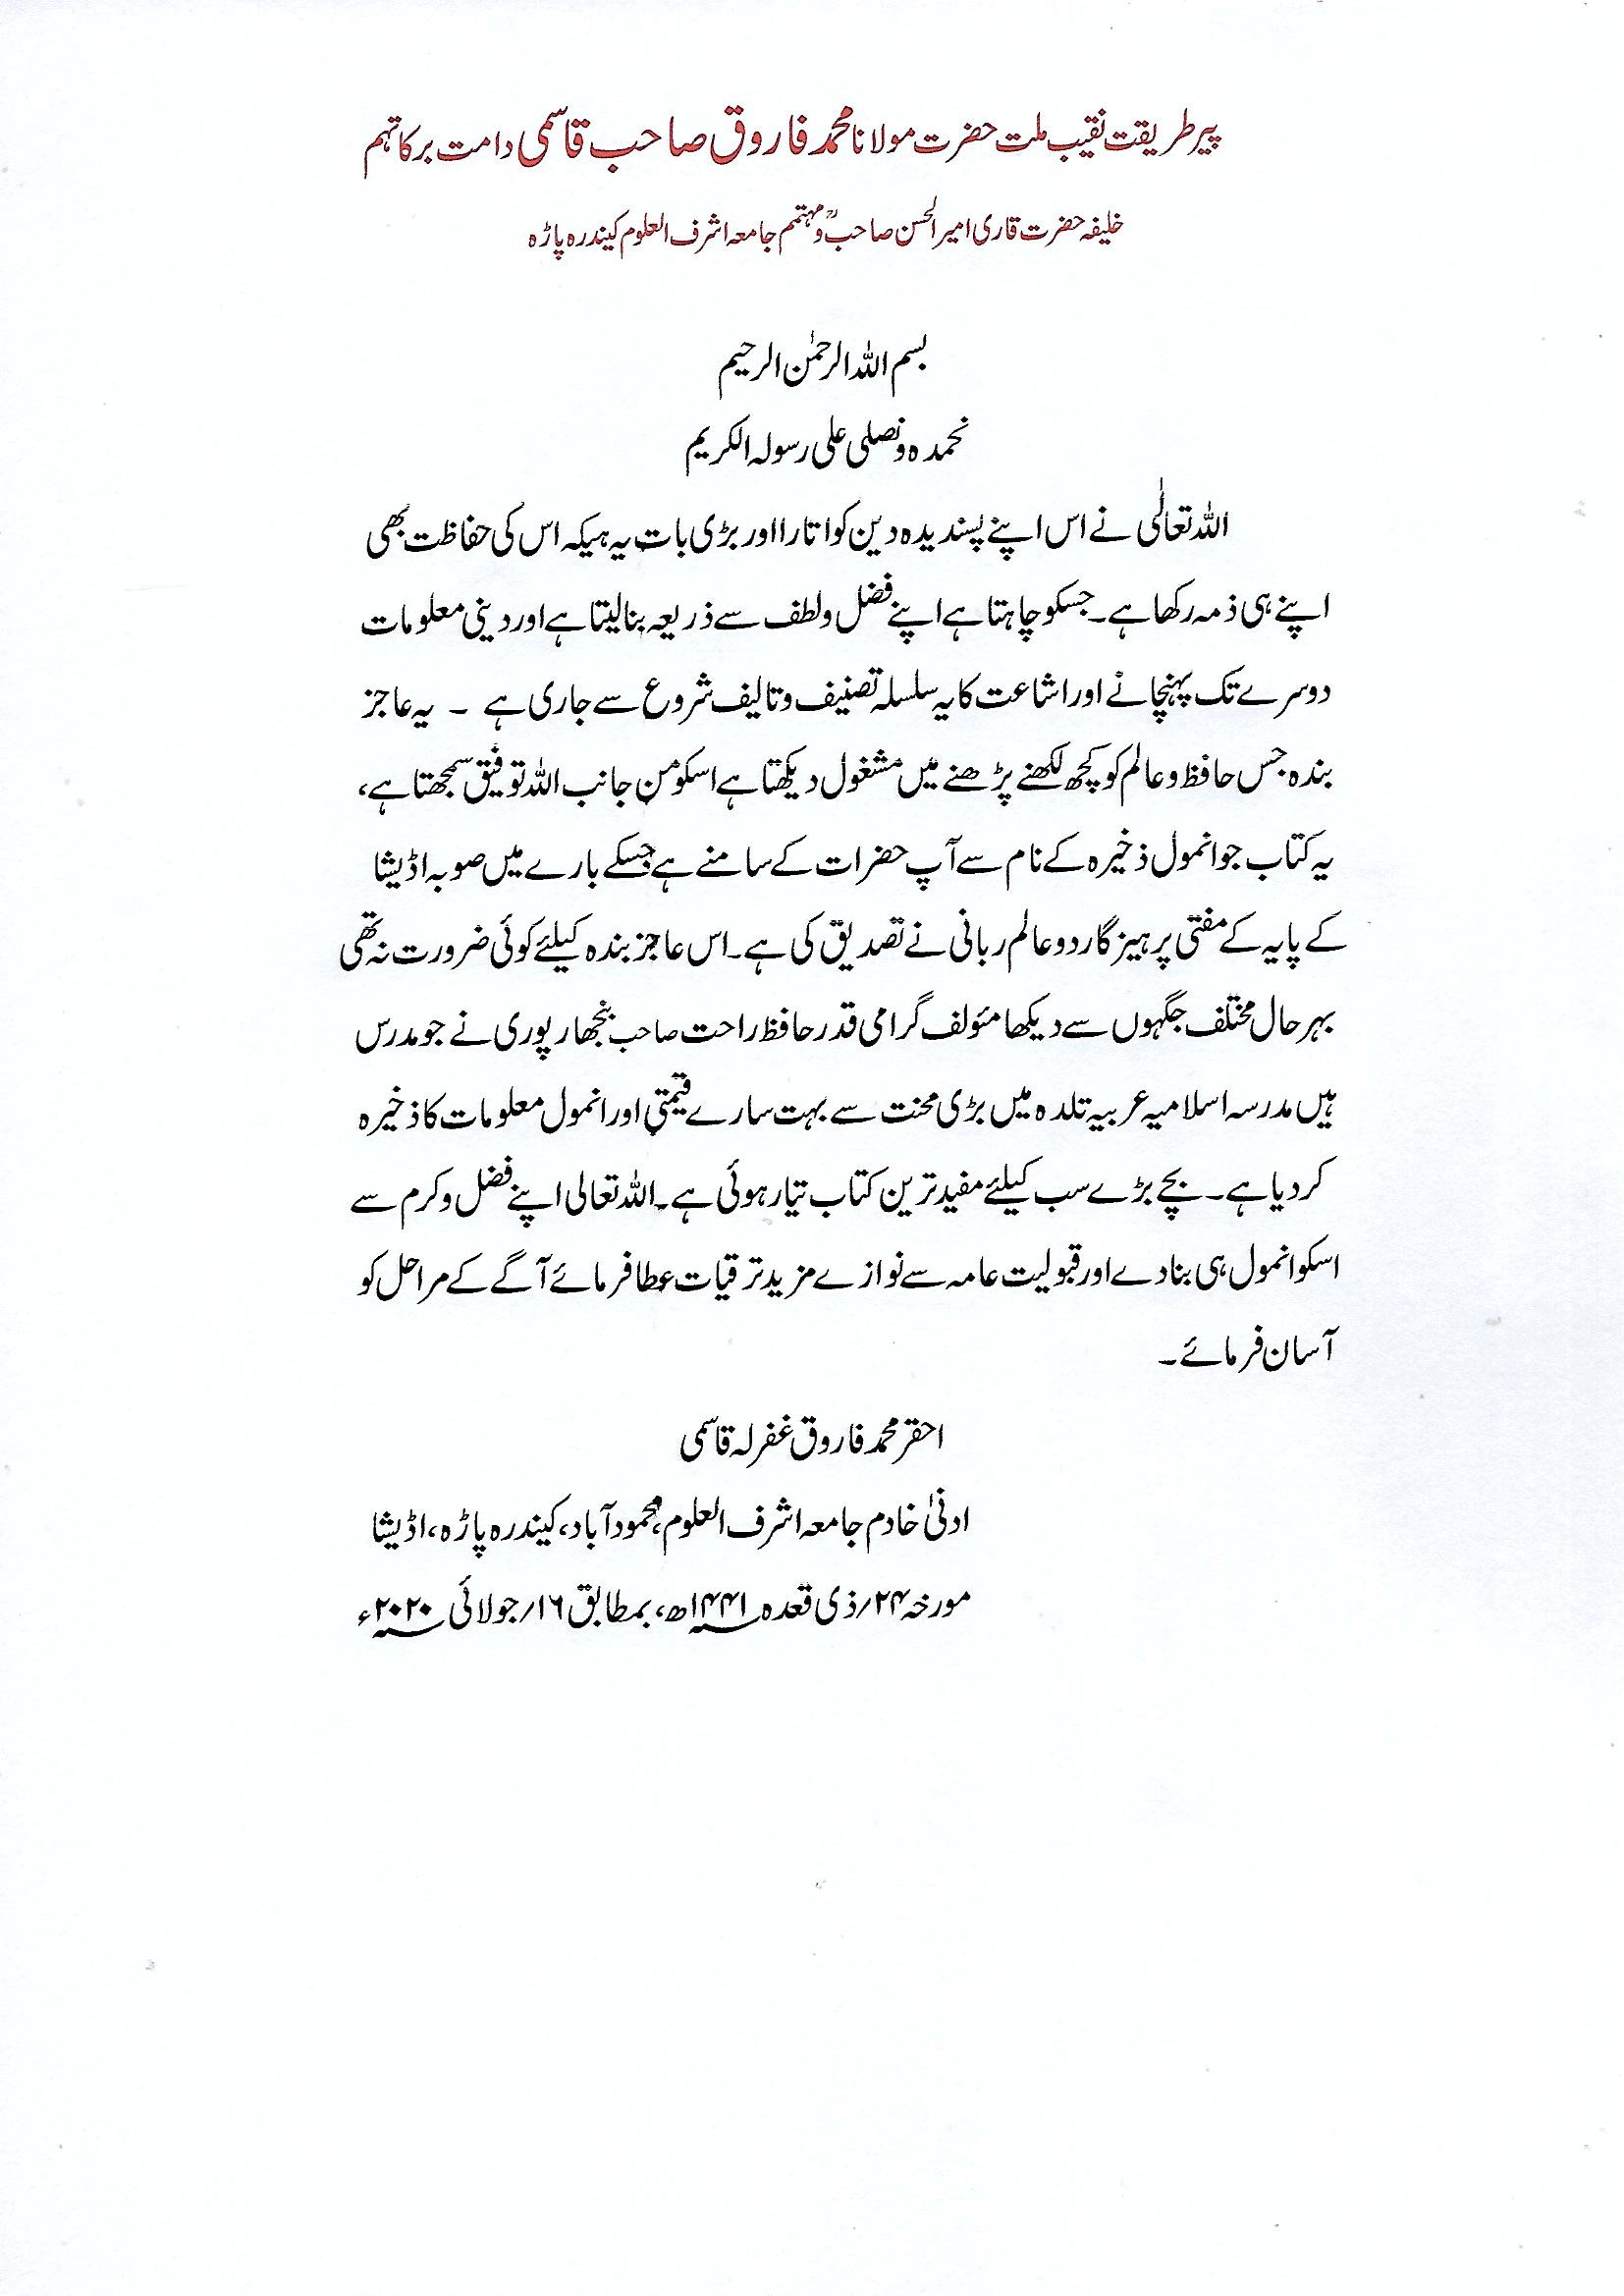 پیر طریقت نقیب ملت حضرت مولانا محمد فاروق صاحب قاسمی دامت برکاتہم
خلیفہ حضرت قاری امیر الحسن صاحبؒ و مہتمم جامعہ اشرف العلوم کیندرہ پاڑہ
بسم اللہ الرحمٰن الرحیم
نحمدہ و نصلی علی رسولہ الکریم
اللہ تعالٰی نے اس اپنے پسندیدہ دین کو اتارا اور بڑی بات یہ ہیکہ اس کی حفاظت بھی
اپنے ہی ذمہ رکھا ہے۔ جسکو چاہتا ہے اپنے فضل ولطف سے ذریعہ بنالیتا ہے اور دینی معلومات
دوسرے تک پہنچانے اور اشاعت کا یہ سلسلہ تصنیف و تالیف شروع سے جاری ہے ۔ یہ عاجز
بندہ جس حافظ و عالم کو کچھ لکھنے پڑھنے میں مشغول دیکھتا ہے اسکو من جانب اللہ توفیق سمجھتا ہے،
یہ کتاب جو انمول ذخیرہ کے نام سے آپ حضرات کے سامنے ہے جسکے بارے میں صوبہ اڈیشا
کے پایہ کے مفتی پرہیزگار دو عالم ربانی نے تصدیق کی ہے۔ اس عاجز بندہ کیلئے کوئی ضرورت نہ تھی
بہر حال مختلف جگہوں سے دیکھا مئولف گرامی قدر حافظ راحت صاحب بنجھارپوری نے جو مدرس
ہیں مدرسہ اسلامیہ عربیہ تلدہ میں بڑی محنت سے بہت سارے قیمتی اور انمول معلومات کا ذخیرہ
کردیا ہے۔ بچے بڑے سب کیلئے مفید ترین کتاب تیار ہوئی ہے۔ اللہ تعالی اپنے فضل و کرم سے
اسکو انمول ہی بنادے اور قبولیت عامہ سے نوازے مزید ترقیات عطا فرمائے آگے کے مراحل کو
آسان فرمائے۔
احقر محمد فاروق غفرلہ قاسمی
ادنیٰ خادم جامعہ اشرف العلوم، محمودآباد، کیندرہ پاڑہ، اڈیشا
مورخہ ۲۴؍ذی قعدہ ۱۴۴۱ھ، بمطابق ۱۶؍جولائی ۲۰۲۰ء